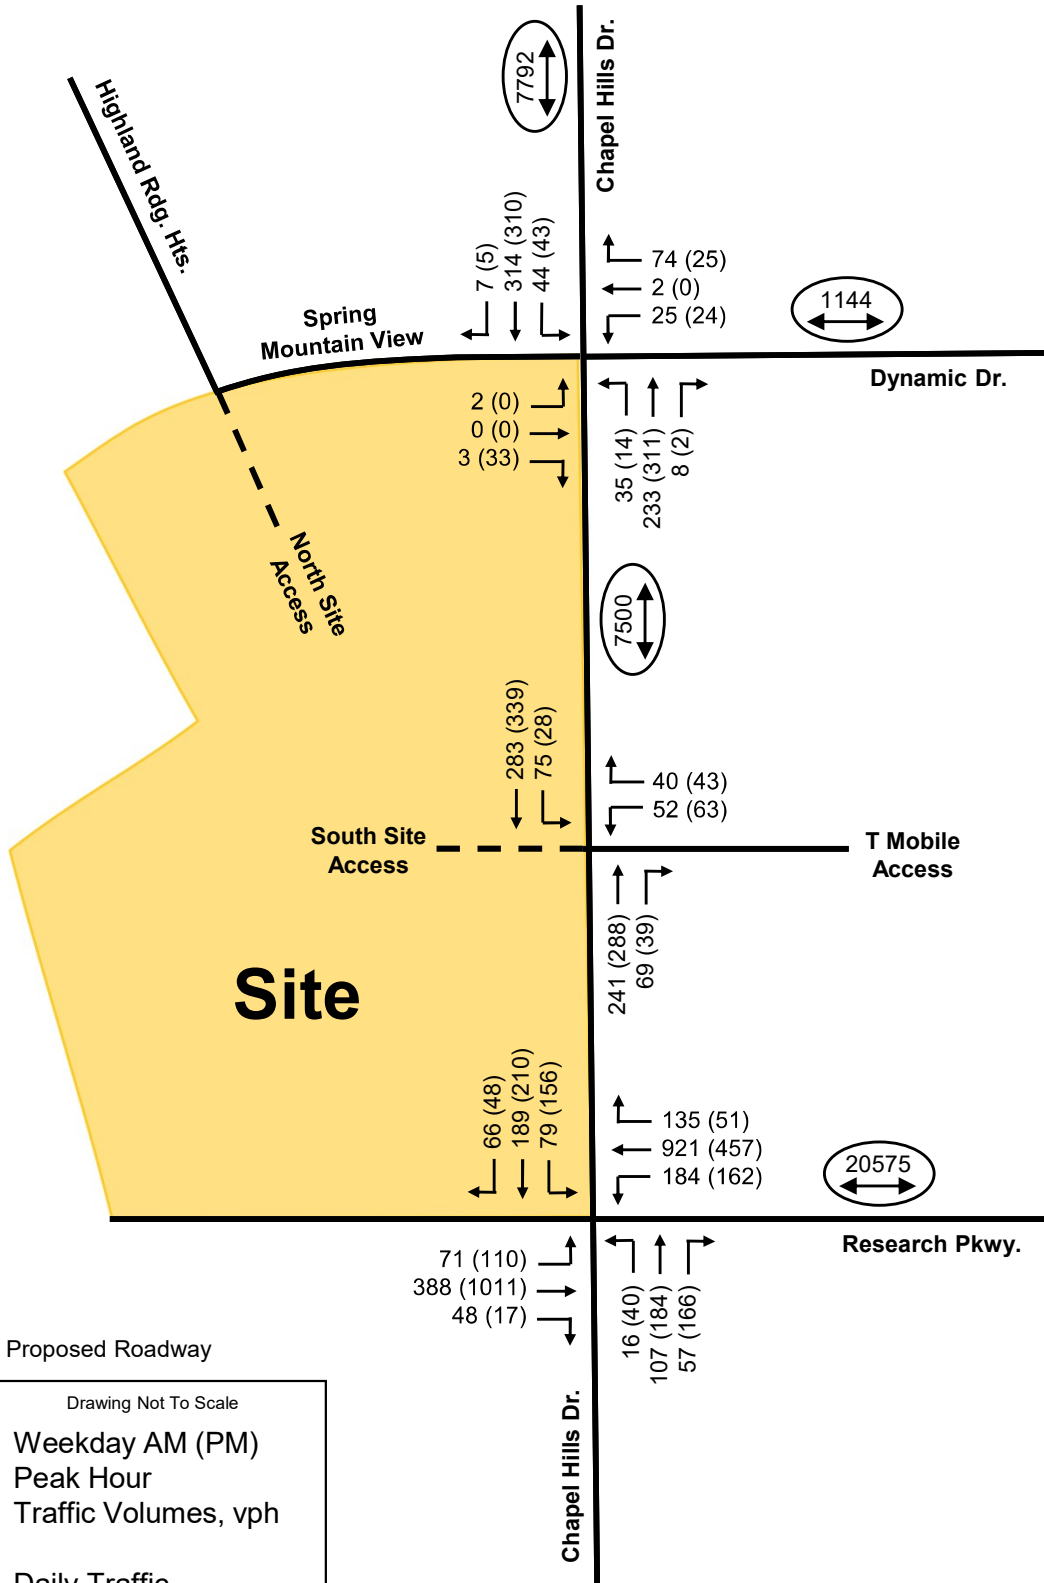 7792
Chapel Hills Dr.
Highland Rdg. Hts.
7 (5)
314 (310)
44 (43)
74 (25)
2 (0)
25 (24)
1144
Spring
Mountain View
Dynamic Dr.
2 (0)
0 (0)
3 (33)
35 (14)
233 (311)
8 (2)
North Site
Access
7500
283 (339)
75 (28)
40 (43)
52 (63)
South Site
Access
T Mobile
Access
241 (288)
69 (39)
Site
66 (48)
189 (210)
79 (156)
135 (51)
921 (457)
184 (162)
20575
Research Pkwy.
71 (110)
388 (1011)
48 (17)
16 (40)
107 (184)
57 (166)
Proposed Roadway
Drawing Not To Scale
Weekday AM (PM)
Peak Hour
Traffic Volumes, vph
Daily Traffic
Chapel Hills Dr.